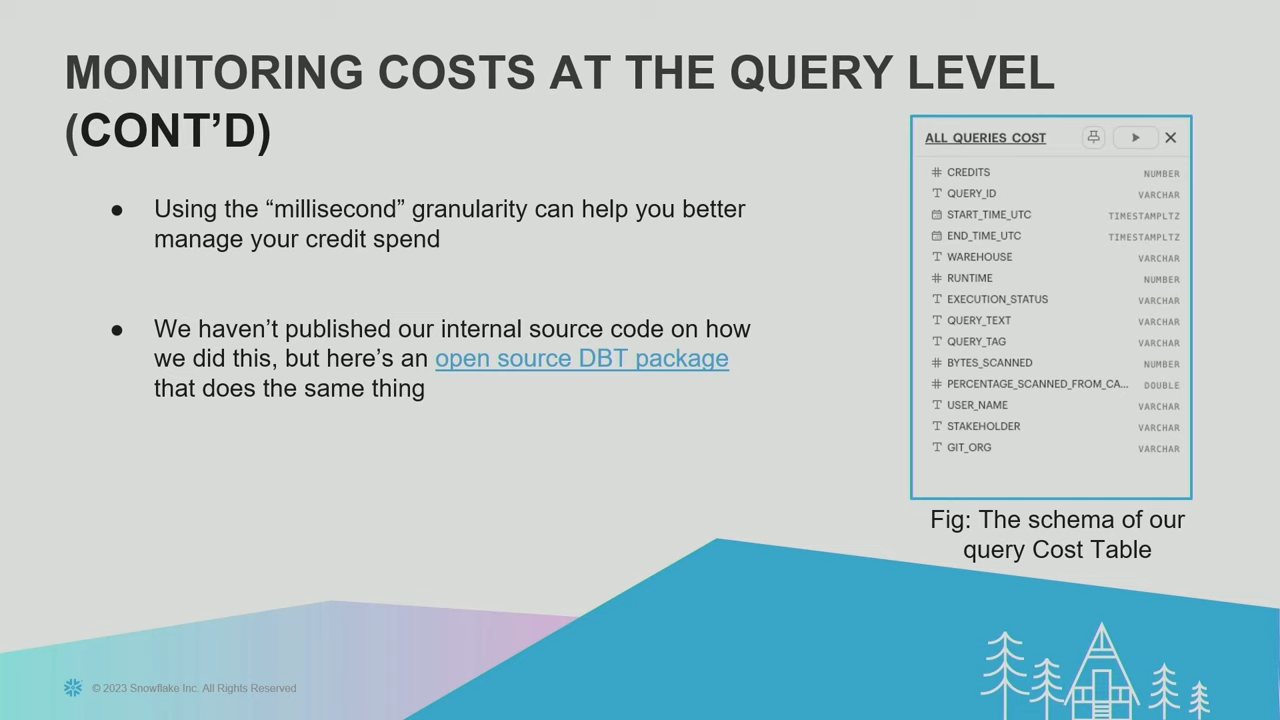 MONITORING COSTS AT THE QUERY LEVEL
(CONT’D)
● Using the “millisecond” granularity can help you better
manage your credit spend
● We haven’t published our internal source code on how
we did this, but here’s an open source DBT package
that does the same thing
ALL QUERIES COST
CREDITS NUMBER
QUERY_ID VARCHAR
START_TIME_UTC TIMESTAMPLTZ
END_TIME_UTC TIMESTAMPLTZ
WAREHOUSE VARCHAR
RUNTIME NUMBER
EXECUTION_STATUS VARCHAR
QUERY_TEXT VARCHAR
QUERY_TAG VARCHAR
BYTES_SCANNED NUMBER
PERCENTAGE_SCANNED_FROM_CA... DOUBLE
USER_NAME VARCHAR
STAKEHOLDER VARCHAR
GIT_ORG VARCHAR
Fig: The schema of our
query Cost Table
© 2023 Snowflake Inc. All Rights Reserved